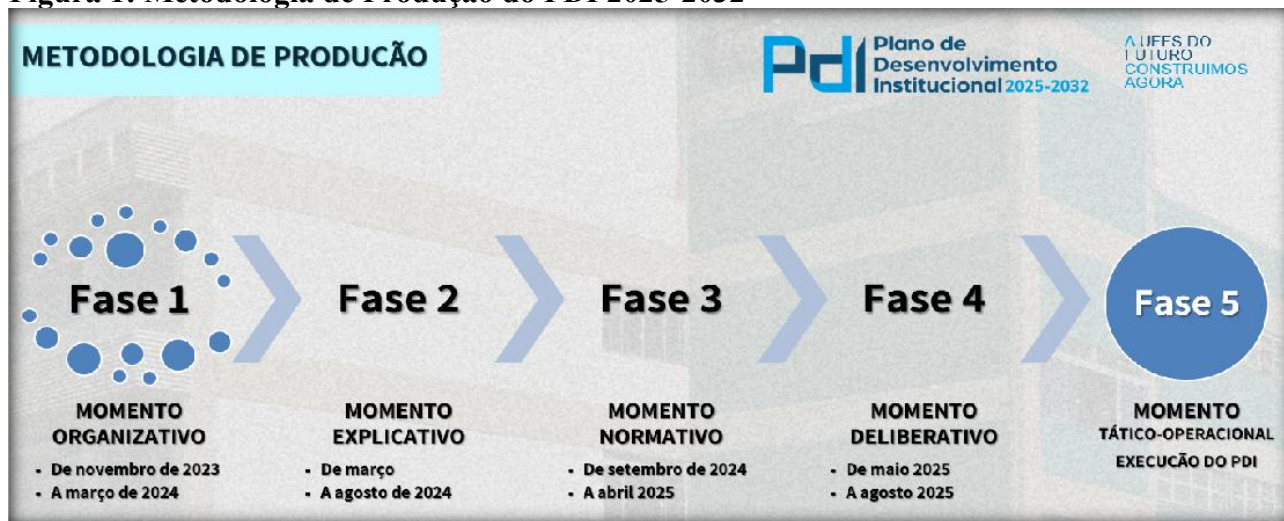 METODOLOGIA DE PRODUCÃO
Pdi Plano de
Desenvolvimento
Institucional 2025-2032
A UFFS DO
FUTURO
CONSTRUIMOS
AGORA
Fase 1
Fase 2
Fase 3
Fase 4
Fase 5
MOMENTO
ORGANIZATIVO
- De novembro de 2023
- A março de 2024
MOMENTO
EXPLICATIVO
- De março
- A agosto de 2024
MOMENTO
NORMATIVO
- De setembro de 2024
- A abril 2025
MOMENTO
DELIBERATIVO
- De maio 2025
- A agosto 2025
MOMENTO
TÁTICO-OPERACIONAL
EXECUCÃO DO PDI